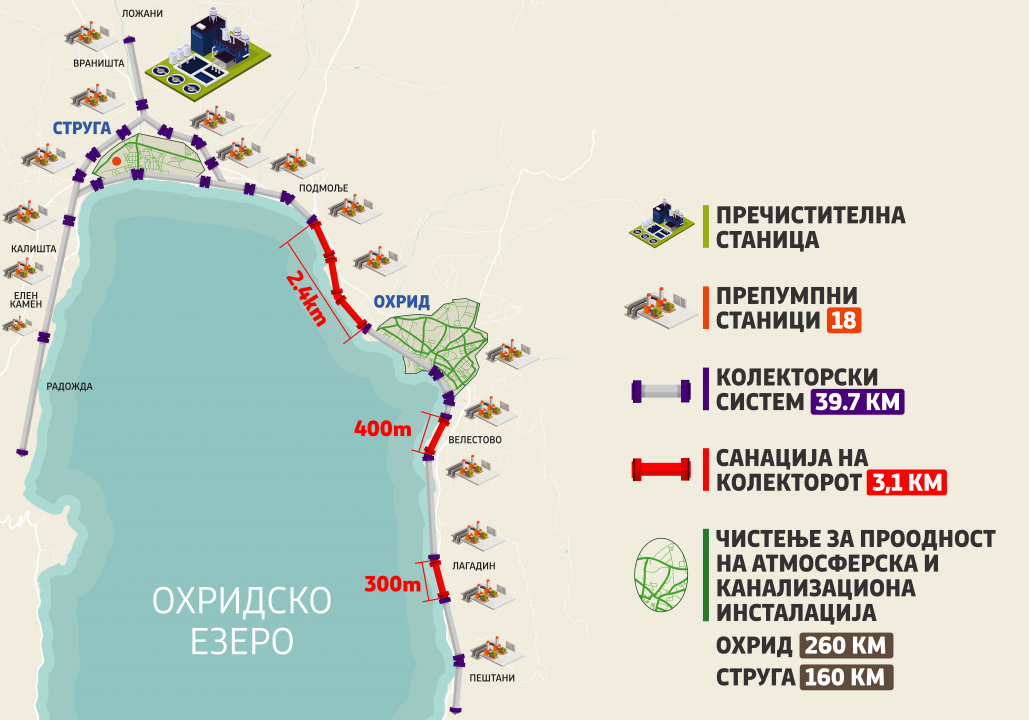 ЛОЖАНИ
ВРАНИШТА
СТРУГА
ПОДМОЉЕ
КАЛИШТА
ЕЛЕН
КАМЕН
РАДОЖДА
2.4km
ОХРИД
400m
ВЕЛЕСТОВО
300m
ЛАГАДИН
ПЕШТАНИ
ОХРИДСКО
ЕЗЕРО
ПРЕЧИСТИТЕЛНА
СТАНИЦА
ПРЕПУМПНИ
СТАНИЦИ 18
КОЛЕКТОРСКИ
СИСТЕМ 39.7 КМ
САНАЦИЈА НА
КОЛЕКТОРОТ 3,1 КМ
ЧИСТЕЊЕ ЗА ПРООДНОСТ
НА АТМОСФЕРСКА И
КАНАЛИЗАЦИОНА
ИНСТАЛАЦИЈА
ОХРИД 260 КМ
СТРУГА 160 КМ